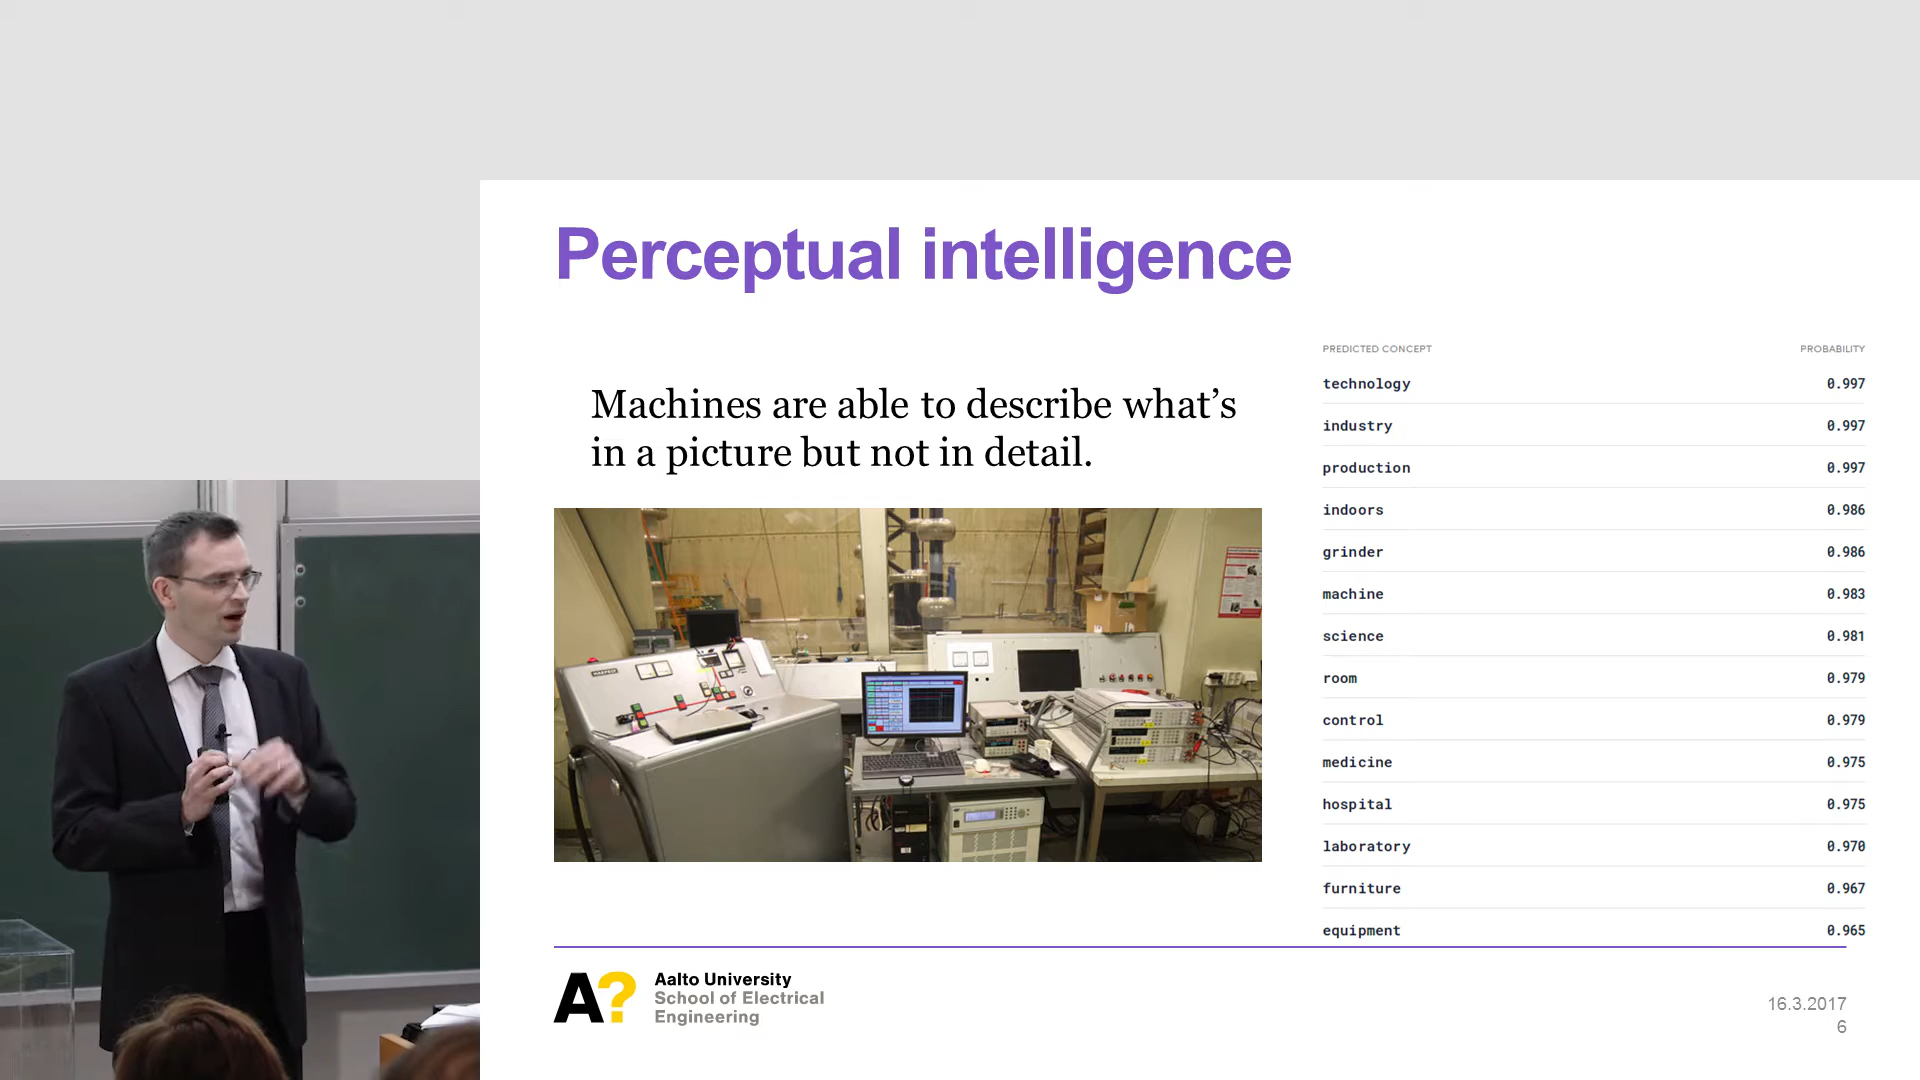 Perceptual intelligence
Machines are able to describe what's
in a picture but not in detail.
PREDICTED CONCEPT PROBABILITY
technology 0.997
industry 0.997
production 0.997
indoors 0.986
grinder 0.986
machine 0.983
science 0.981
room 0.979
control 0.979
medicine 0.975
hospital 0.975
laboratory 0.970
furniture 0.967
equipment 0.965
A?
Aalto University
School of Electrical
Engineering
16.3.2017
6